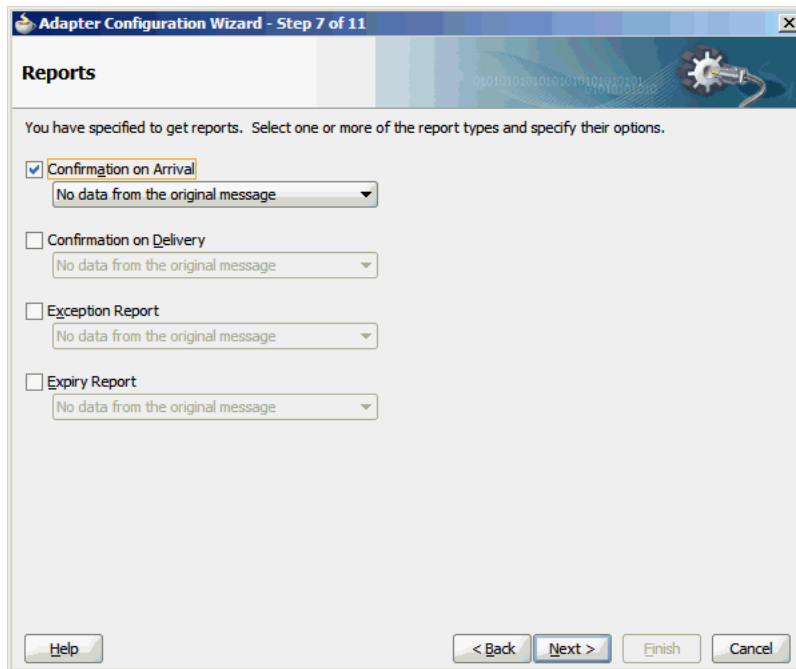 Adapter Configuration Wizard - Step 7 of 11
Reports
You have specified to get reports. Select one or more of the report types and specify their options.
Confirmation on Arrival
No data from the original message
Confirmation on Delivery
No data from the original message
Exception Report
No data from the original message
Expiry Report
No data from the original message
Help
< Back
Next >
Finish
Cancel